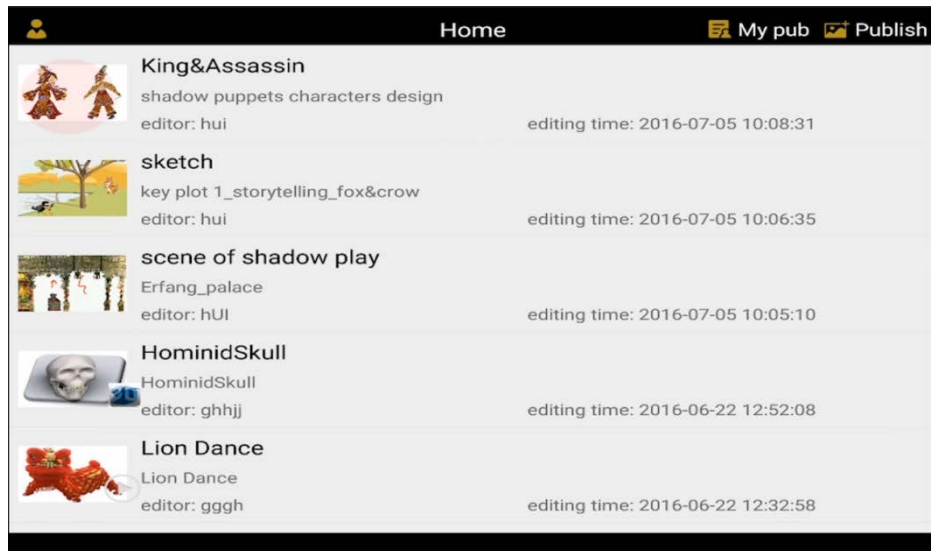 Home My pub Publish
King&Assassin
shadow puppets characters design
editor: hui editing time: 2016-07-05 10:08:31
sketch
key plot 1_storytelling_fox&crow
editor: hui editing time: 2016-07-05 10:06:35
scene of shadow play
Erfang_palace
editor: hUI editing time: 2016-07-05 10:05:10
HominidSkull
3D HominidSkull
editor: ghhjj editing time: 2016-06-22 12:52:08
Lion Dance
Lion Dance
editor: gggh editing time: 2016-06-22 12:32:58